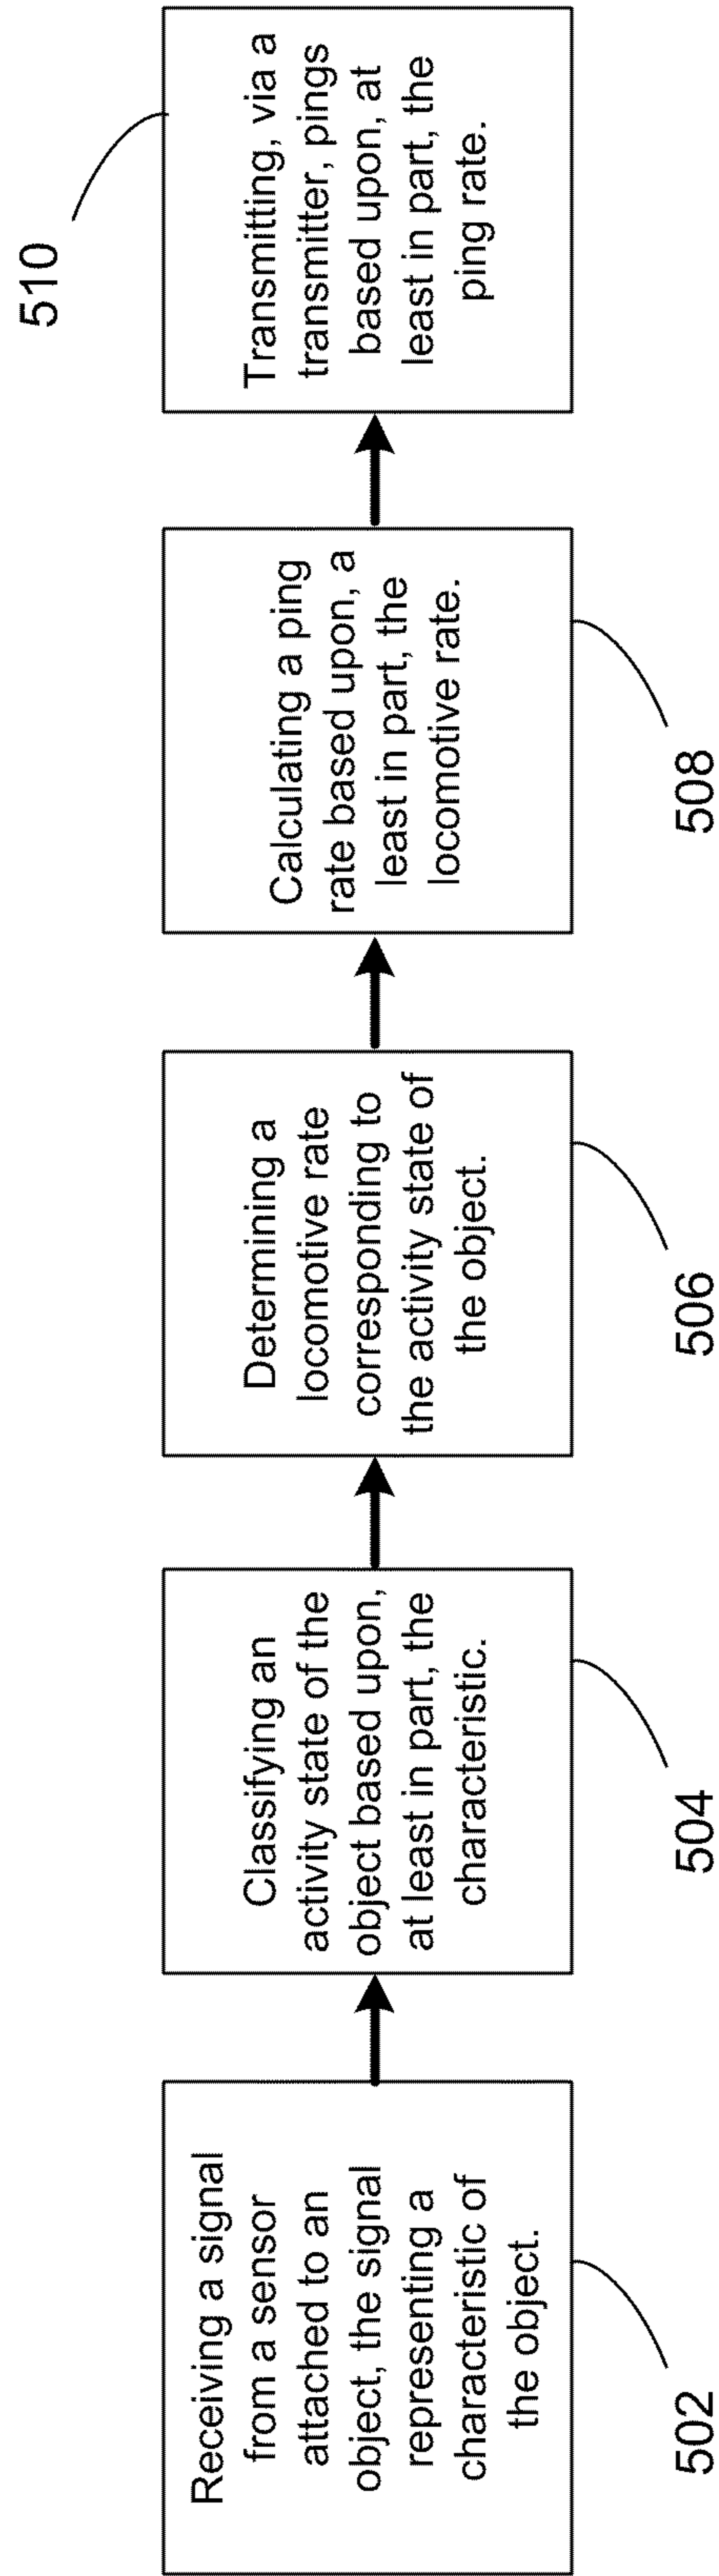 Receiving a signal
from a sensor
attached to an
object, the signal
representing a
characteristic of
the object.
502
Classifying an
activity state of the
object based upon,
at least in part, the
characteristic.
504
Determining a
locomotive rate
corresponding to
the activity state of
the object.
506
Calculating a ping
rate based upon, a
least in part, the
locomotive rate.
508
Transmitting, via a
transmitter, pings
based upon, at
least in part, the
ping rate.
510